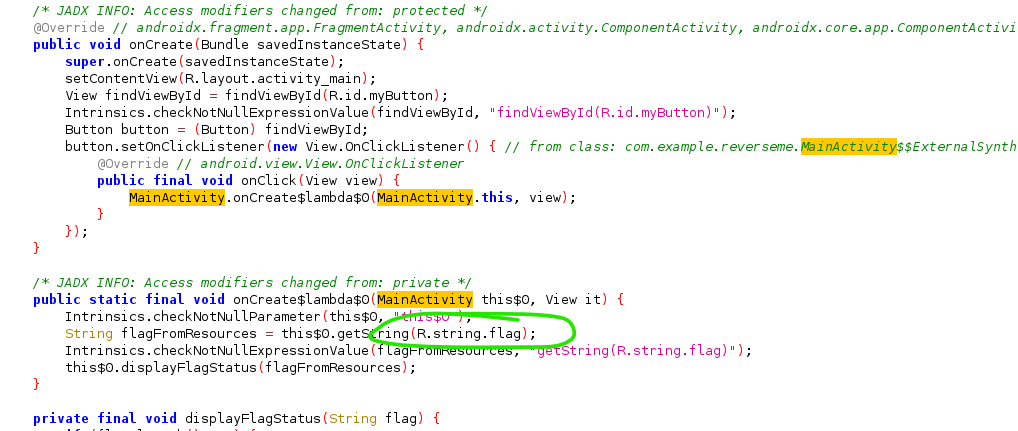 /* JADX INFO: Access modifiers changed from: protected */
@Override // androidx.fragment.app.FragmentActivity, androidx.activity.ComponentActivity, androidx.core.app.ComponentActivi
public void onCreate(Bundle savedInstanceState) {
super.onCreate(savedInstanceState);
setContentView(R.layout.activity_main);
View findViewById = findViewById(R.id.myButton);
Intrinsics.checkNotNullExpressionValue(findViewById, "findViewById(R.id.myButton)");
Button button = (Button) findViewById;
button.setOnClickListener(new View.OnClickListener() { // from class: com.example.reverseme.MainActivity$$ExternalSynth
@Override // android.view.View.OnClickListener
public final void onClick(View view) {
MainActivity.onCreate$lambda$0(MainActivity.this, view);
}
});
}
/* JADX INFO: Access modifiers changed from: private */
public static final void onCreate$lambda$0(MainActivity this$0, View it) {
Intrinsics.checkNotNullParameter(this$0, "this$0");
String flagFromResources = this$0.getString(R.string.flag);
Intrinsics.checkNotNullExpressionValue(flagFromResources, "getString(R.string.flag)");
this$0.displayFlagStatus(flagFromResources);
}
private final void displayFlagStatus(String flag) {